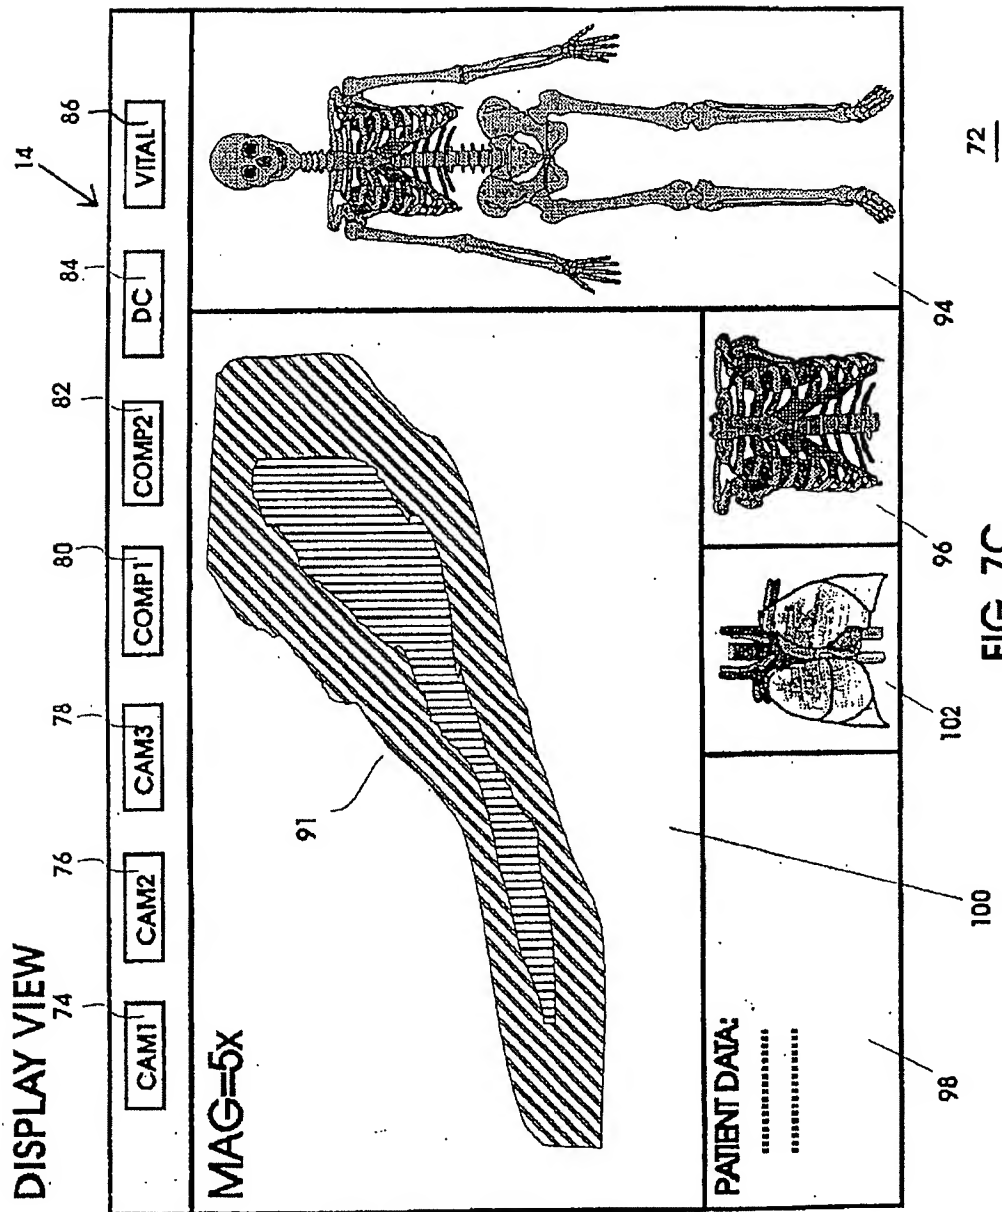 DISPLAY VIEW
14
74 76 78 80 82 84 86
CAM1 CAM2 CAM3 COMP1 COMP2 DC VITAL
MAG=5x
91
PATIENT DATA:
98 100 102 96 94
72
FIG. 7C